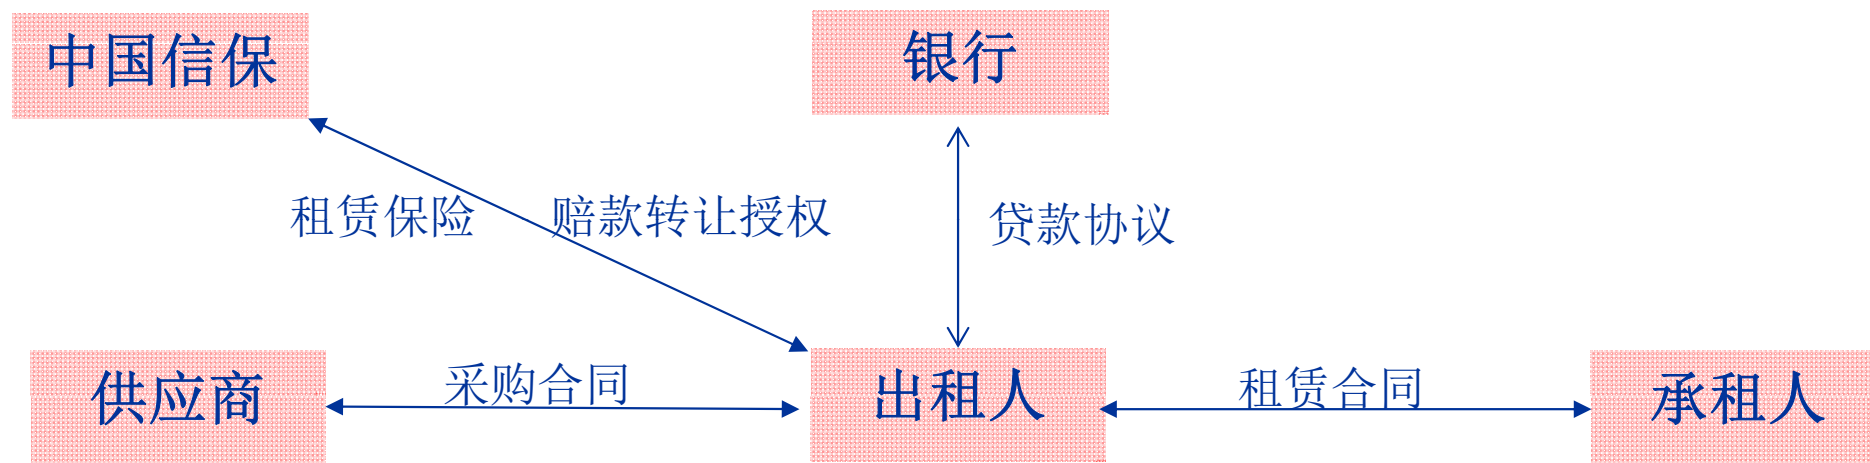 中国信保
银行
租赁保险
赔款转让授权
贷款协议
供应商
采购合同
出租人
租赁合同
承租人